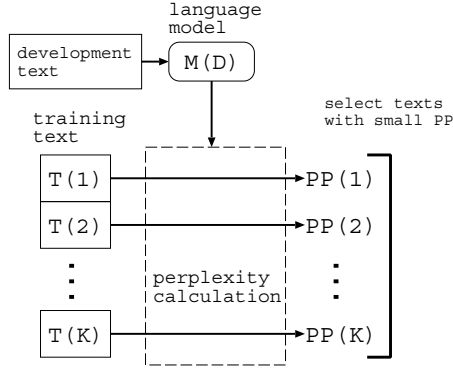 language
model
development
text
M(D)
select texts
with small PP
training
text
T(1)
PP(1)
T(2)
PP(2)
perplexity
calculation
T(K)
PP(K)